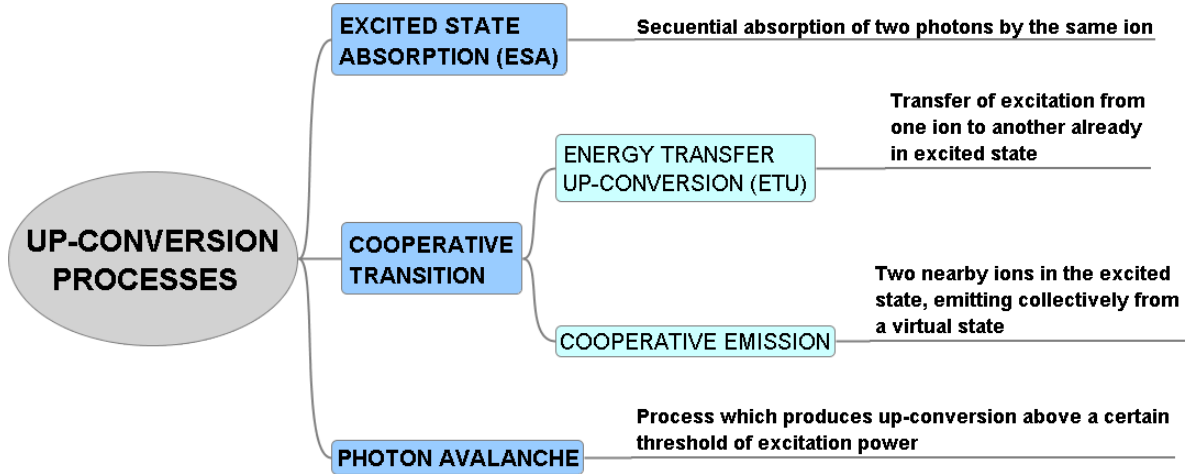 EXCITED STATE
ABSORPTION (ESA)
Secuential absorption of two photons by the same ion
UP-CONVERSION
PROCESSES
COOPERATIVE
TRANSITION
ENERGY TRANSFER
UP-CONVERSION (ETU)
Transfer of excitation from
one ion to another already
in excited state
COOPERATIVE EMISSION
Two nearby ions in the excited
state, emitting collectively from
a virtual state
PHOTON AVALANCHE
Process which produces up-conversion above a certain
threshold of excitation power